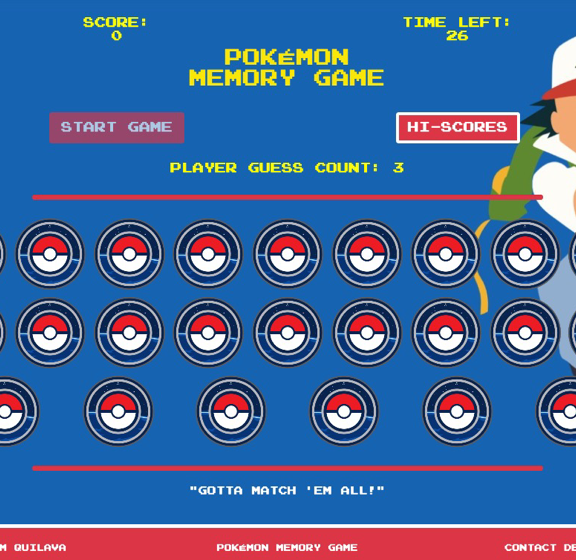 SCORE:
0
TIME LEFT:
26
POKéMON
MEMORY GAME
START GAME
HI-SCORES
PLAYER GUESS COUNT: 3
"GOTTA MATCH 'EM ALL!"
M QUILAVA
POKéMON MEMORY GAME
CONTACT DE